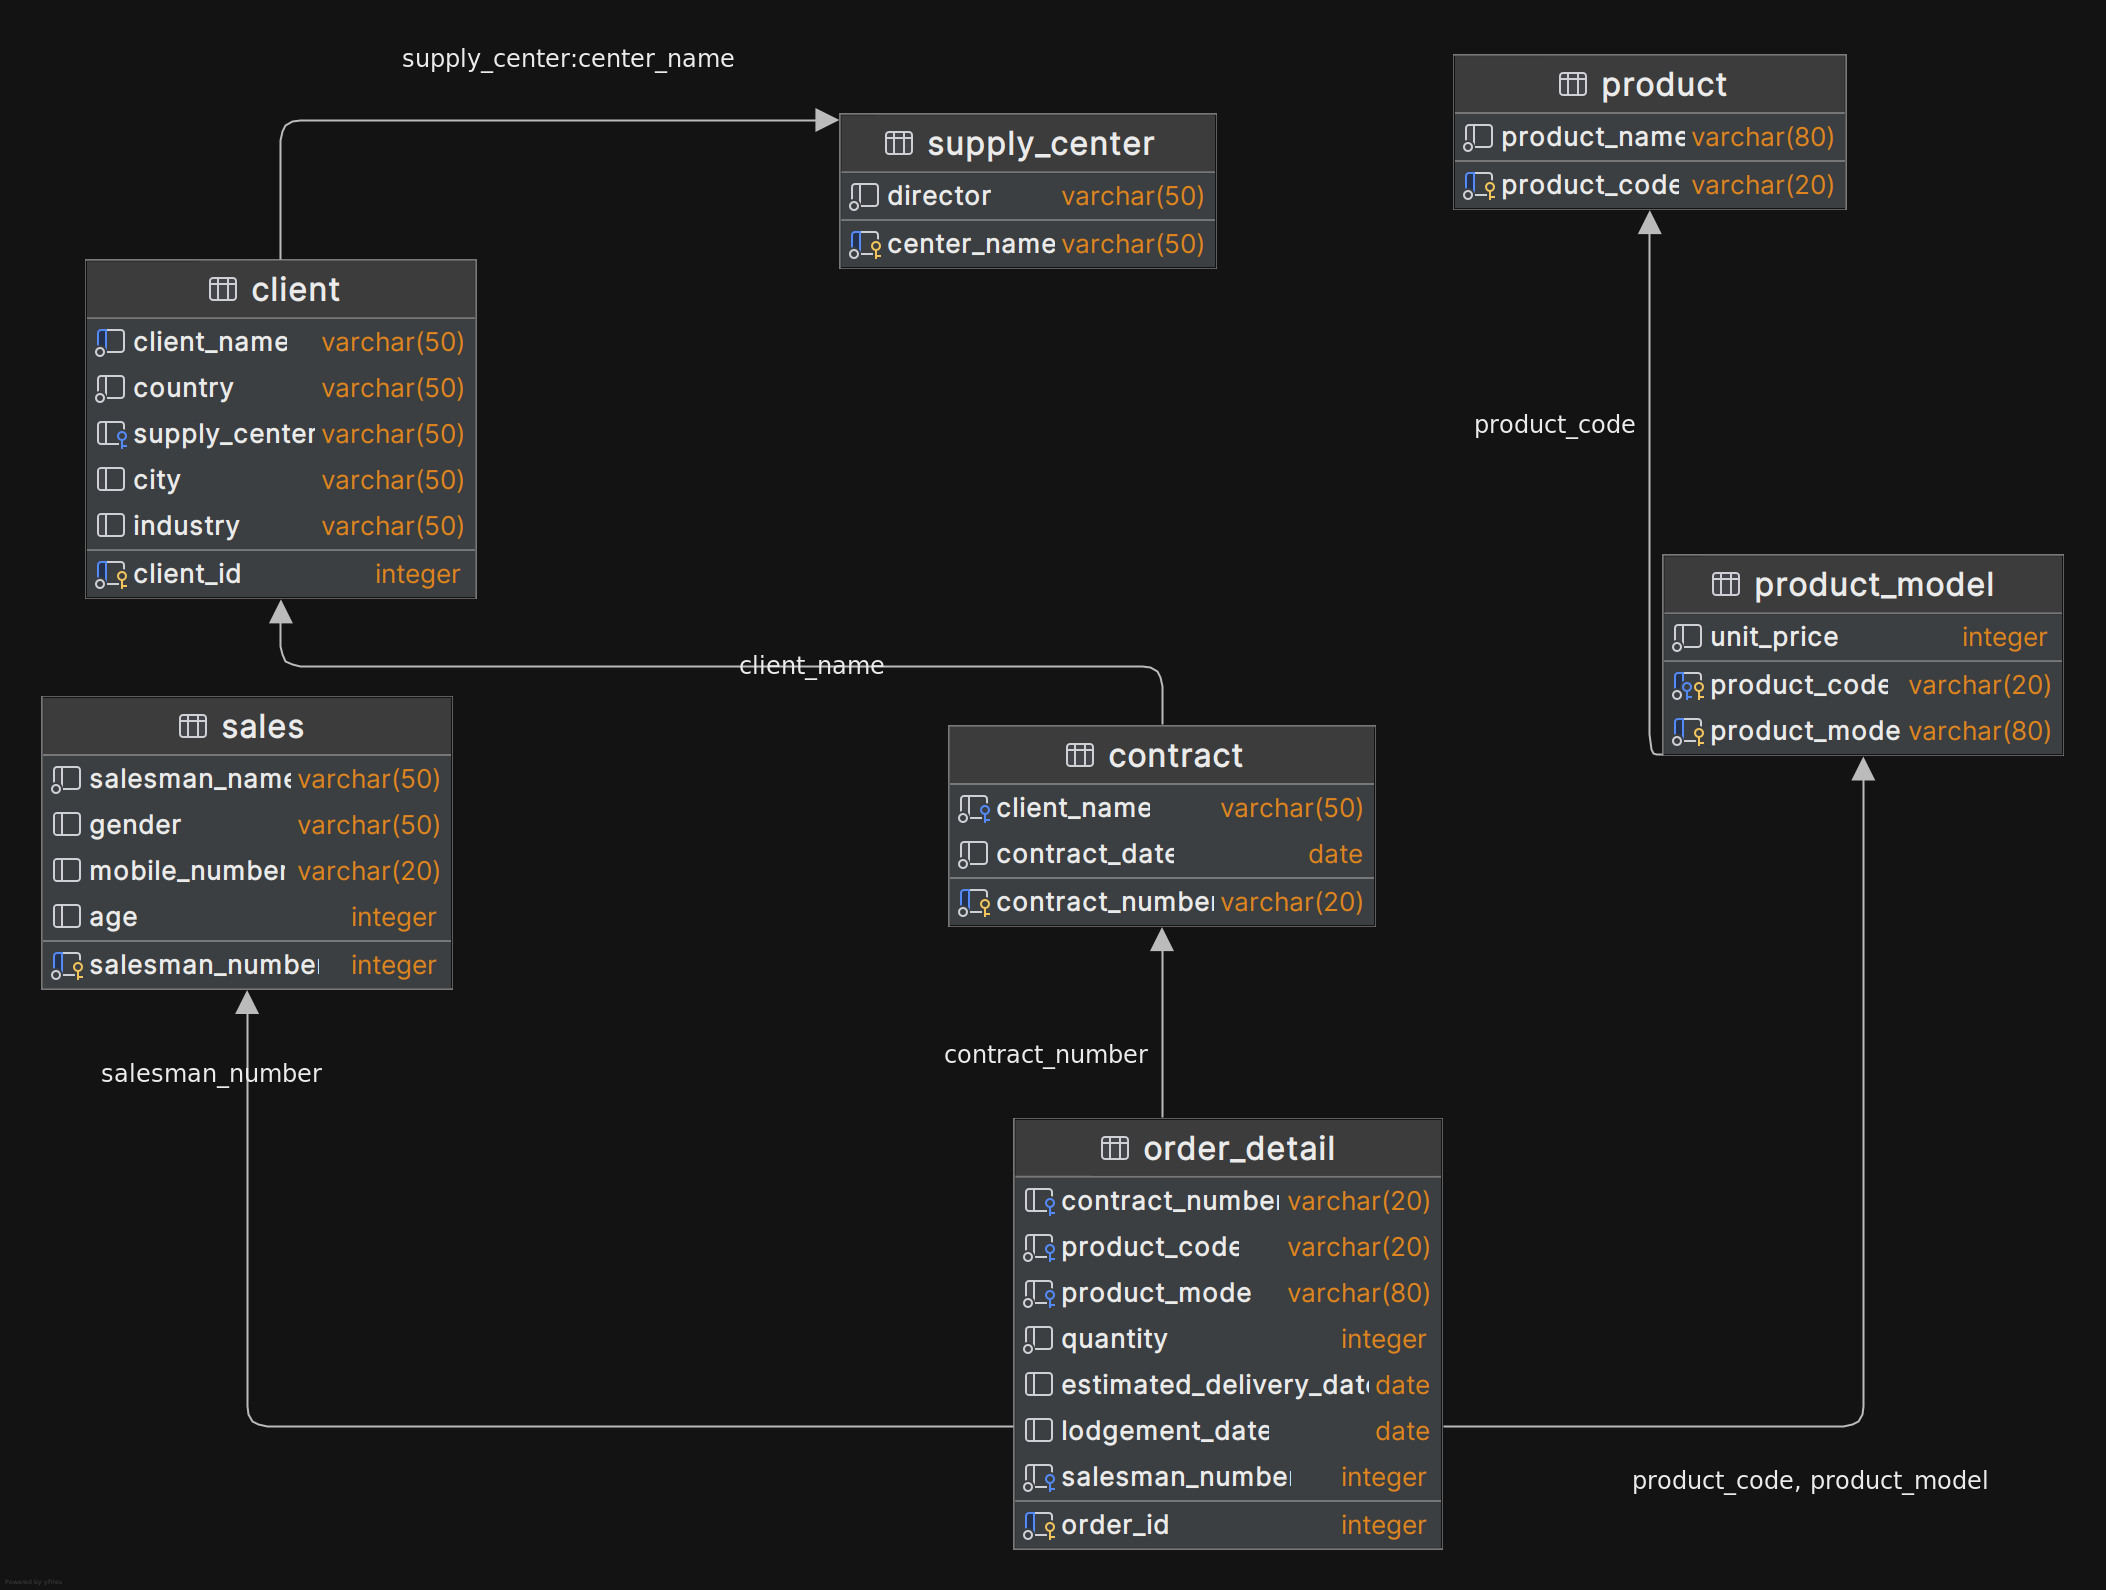 supply_center:center_name
supply_center
director varchar(50)
center_name varchar(50)
product
product_name varchar(80)
product_code varchar(20)
client
client_name varchar(50)
country varchar(50)
supply_center varchar(50)
city varchar(50)
industry varchar(50)
client_id integer
product_code
product_model
unit_price integer
product_code varchar(20)
product_mode varchar(80)
client_name
sales
salesman_name varchar(50)
gender varchar(50)
mobile_number varchar(20)
age integer
salesman_number integer
contract
client_name varchar(50)
contract_date date
contract_number varchar(20)
salesman_number
contract_number
order_detail
contract_number varchar(20)
product_code varchar(20)
product_mode varchar(80)
quantity integer
estimated_delivery_date date
lodgement_date date
salesman_number integer
order_id integer
product_code, product_model
Powered by yFiles